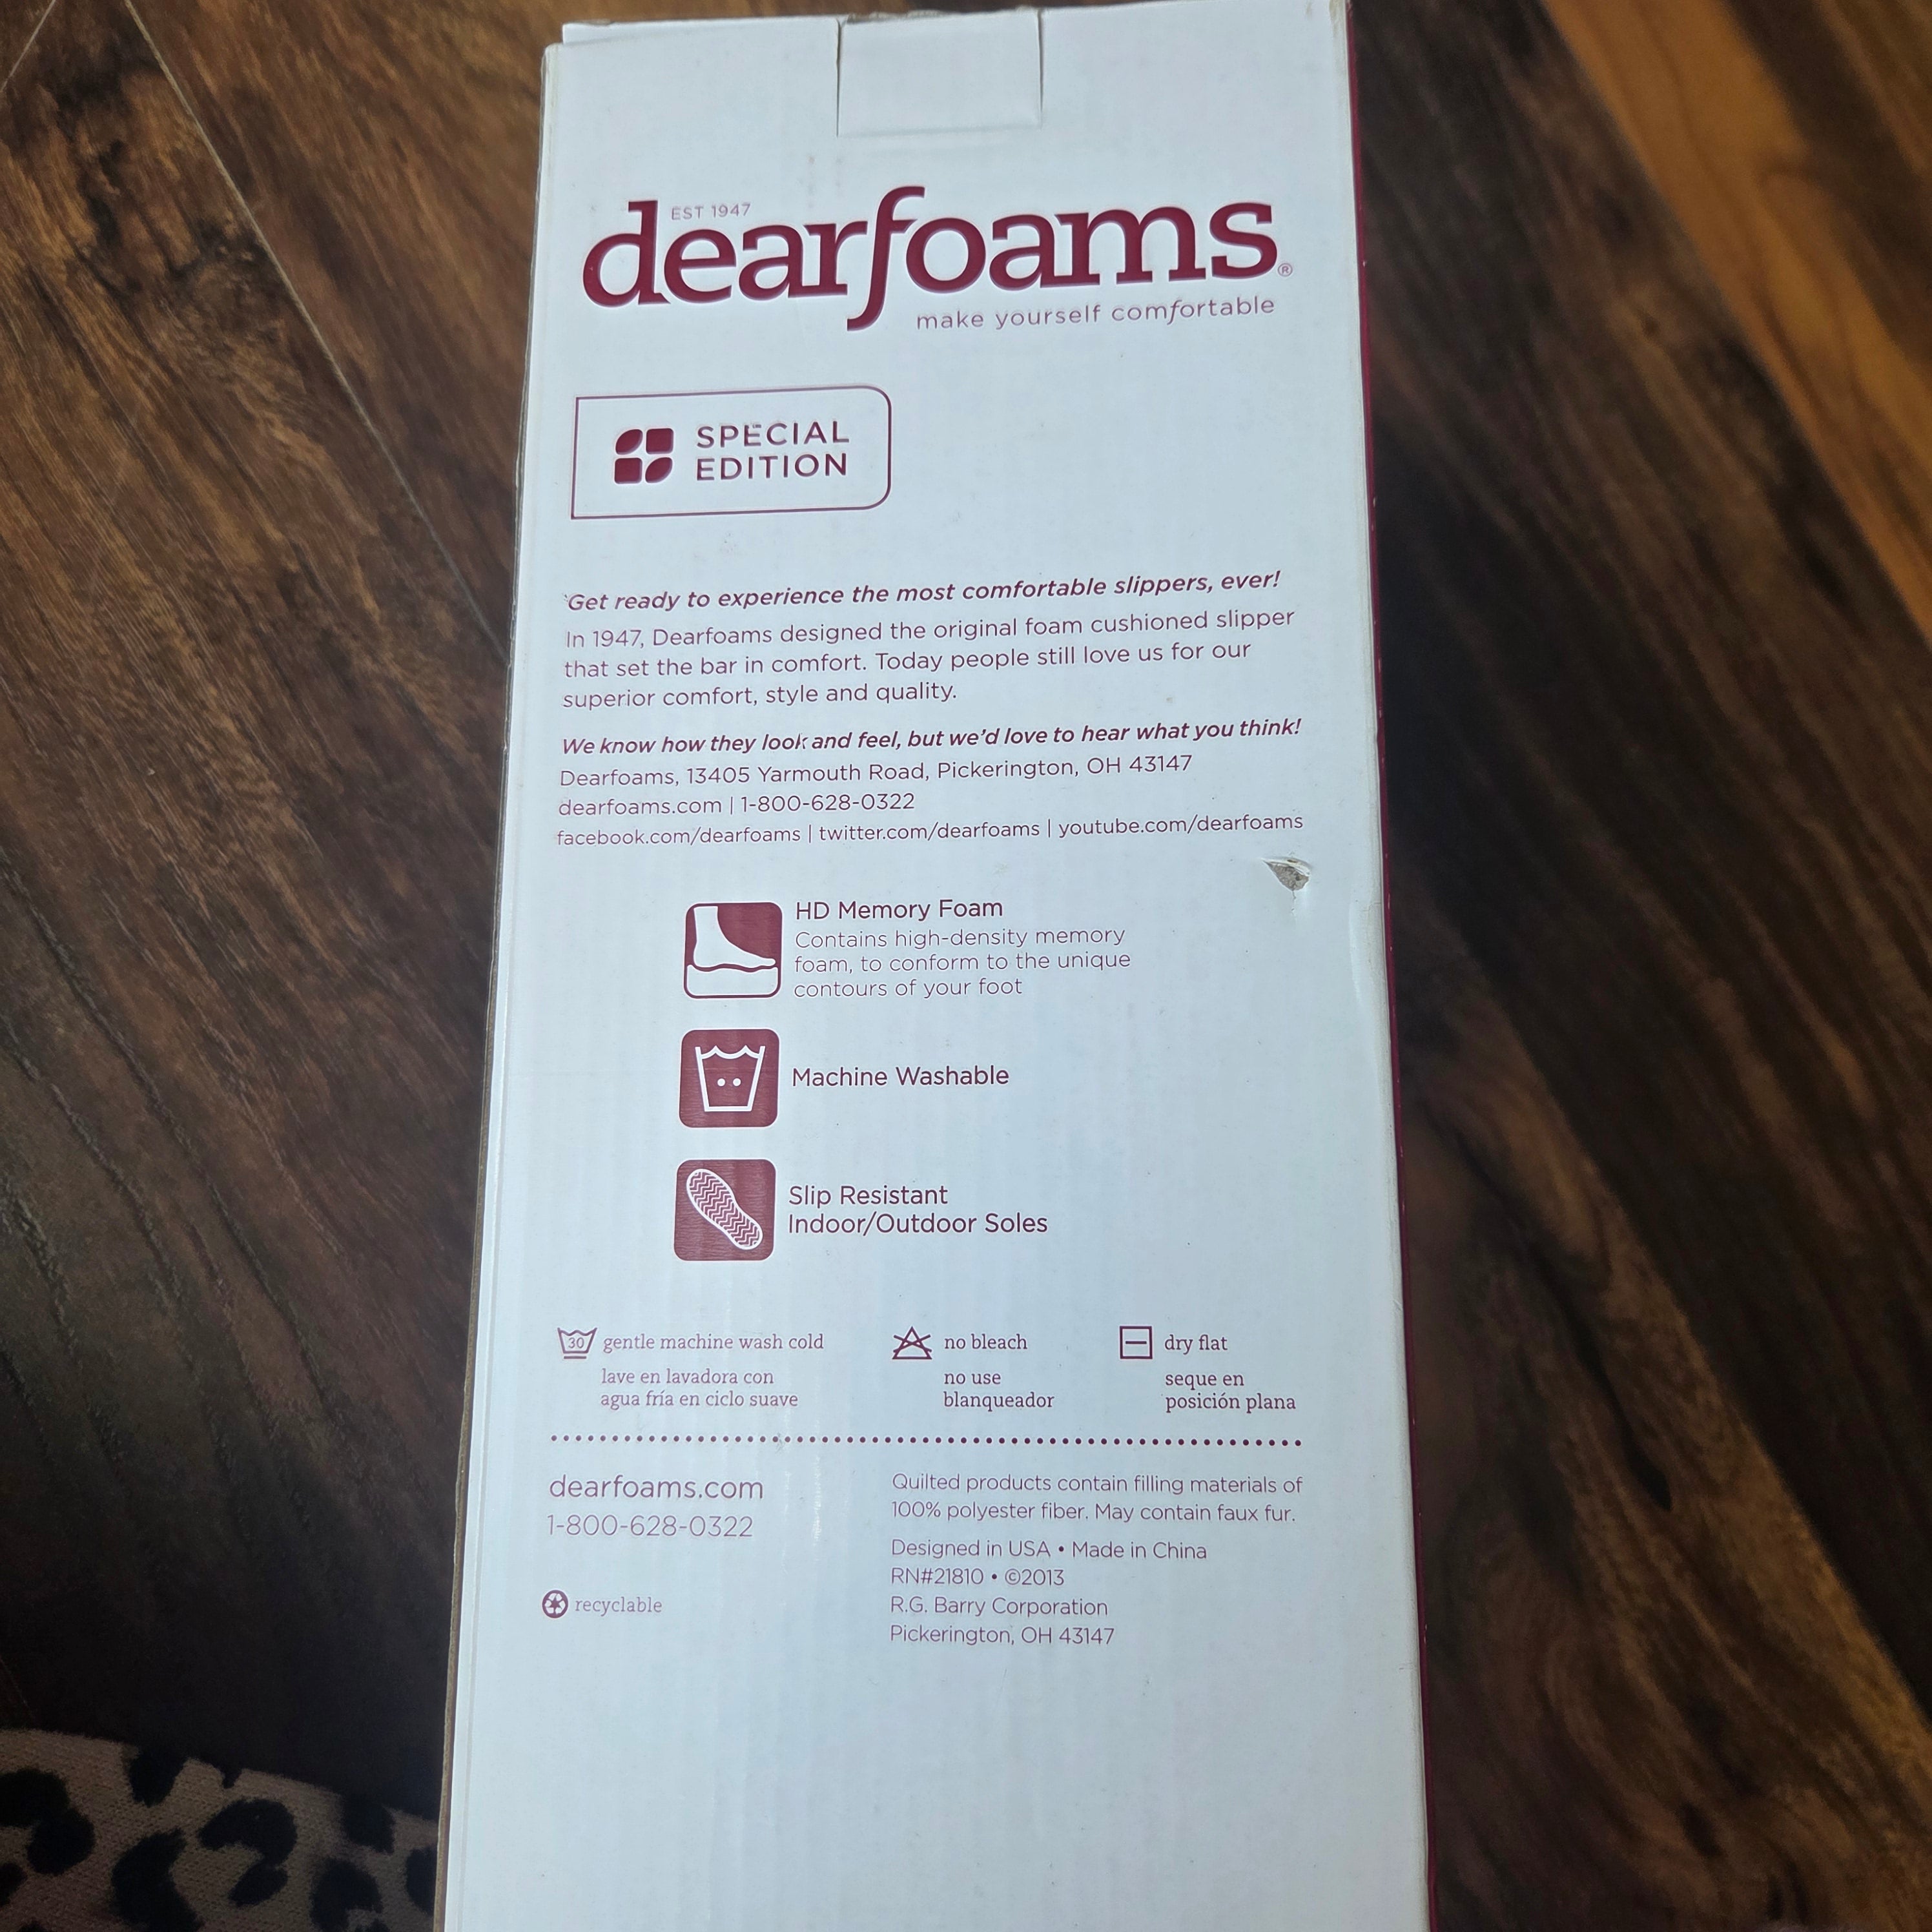 EST 1947
dearfoams®
make yourself comfortable
SPECIAL
EDITION
Get ready to experience the most comfortable slippers, ever!
In 1947, Dearfoams designed the original foam cushioned slipper
that set the bar in comfort. Today people still love us for our
superior comfort, style and quality.
We know how they look and feel, but we'd love to hear what you think!
Dearfoams, 13405 Yarmouth Road, Pickerington, OH 43147
dearfoams.com | 1-800-628-0322
facebook.com/dearfoams | twitter.com/dearfoams | youtube.com/dearfoams
HD Memory Foam
Contains high-density memory
foam, to conform to the unique
contours of your foot
Machine Washable
Slip Resistant
Indoor/Outdoor Soles
30 gentle machine wash cold
lave en lavadora con
agua fría en ciclo suave
no bleach
no use
blanqueador
dry flat
seque en
posición plana
dearfoams.com
1-800-628-0322
recyclable
Quilted products contain filling materials of
100% polyester fiber. May contain faux fur.
Designed in USA • Made in China
RN#21810 • ©2013
R.G. Barry Corporation
Pickerington, OH 43147